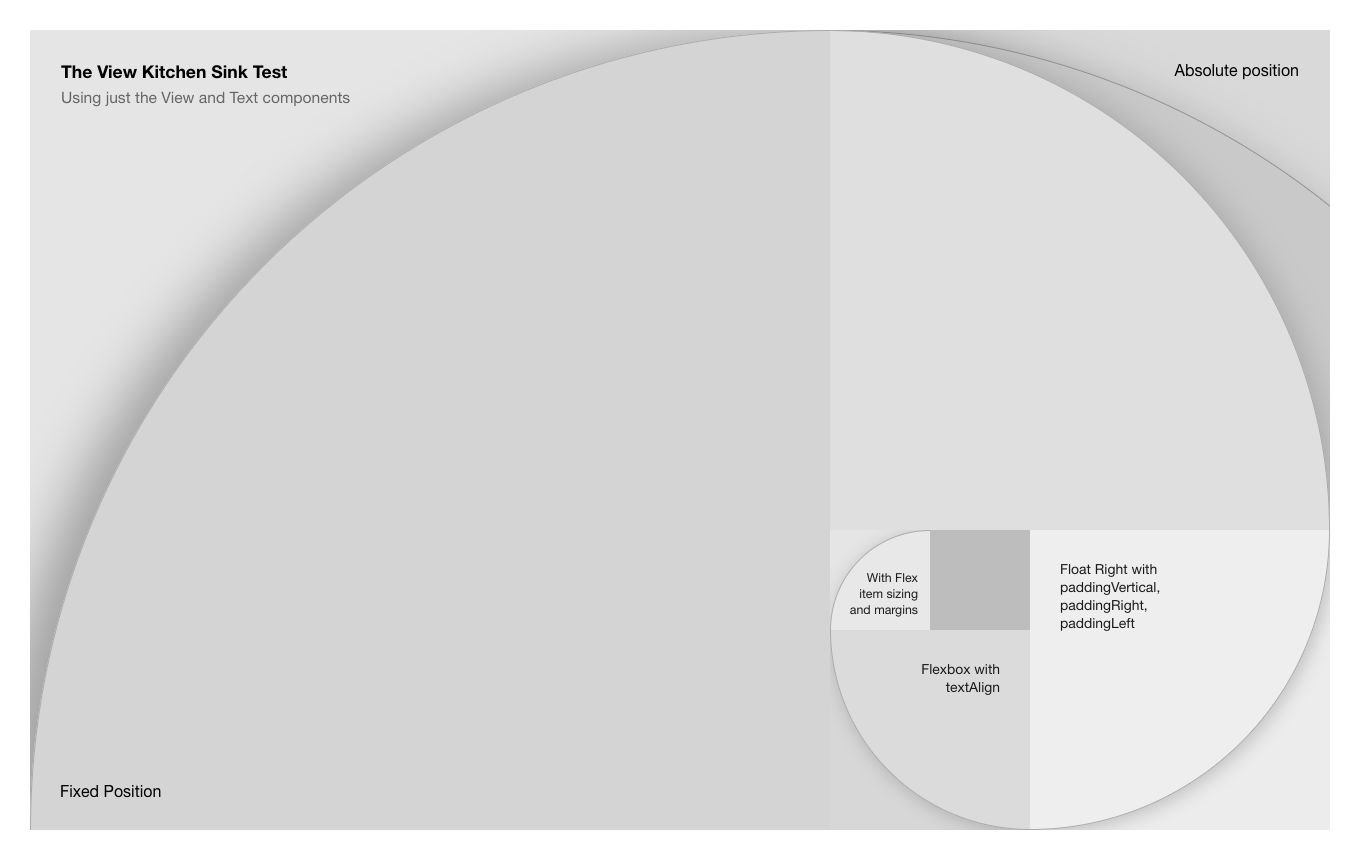 The View Kitchen Sink Test
Using just the View and Text components
Absolute position
With Flex
item sizing
and margins
Float Right with
paddingVertical,
paddingRight,
paddingLeft
Flexbox with
textAlign
Fixed Position